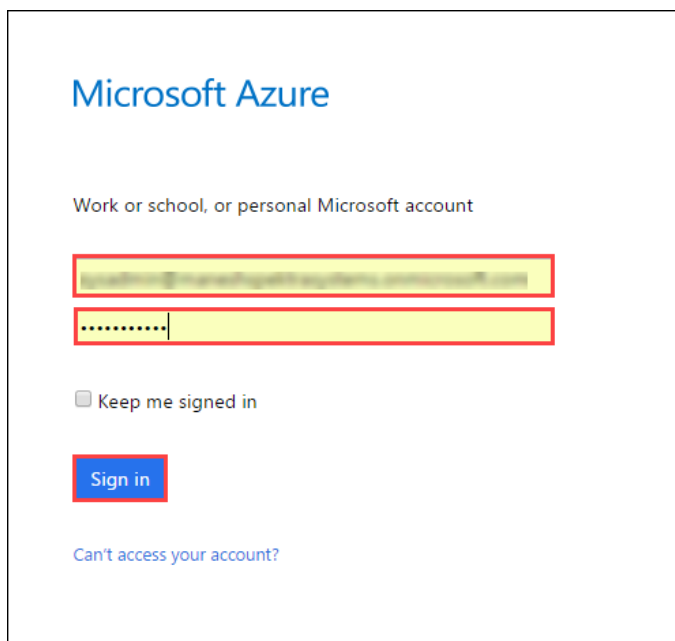 Microsoft Azure
Work or school, or personal Microsoft account
•••••••••••
Keep me signed in
Sign in
Can't access your account?